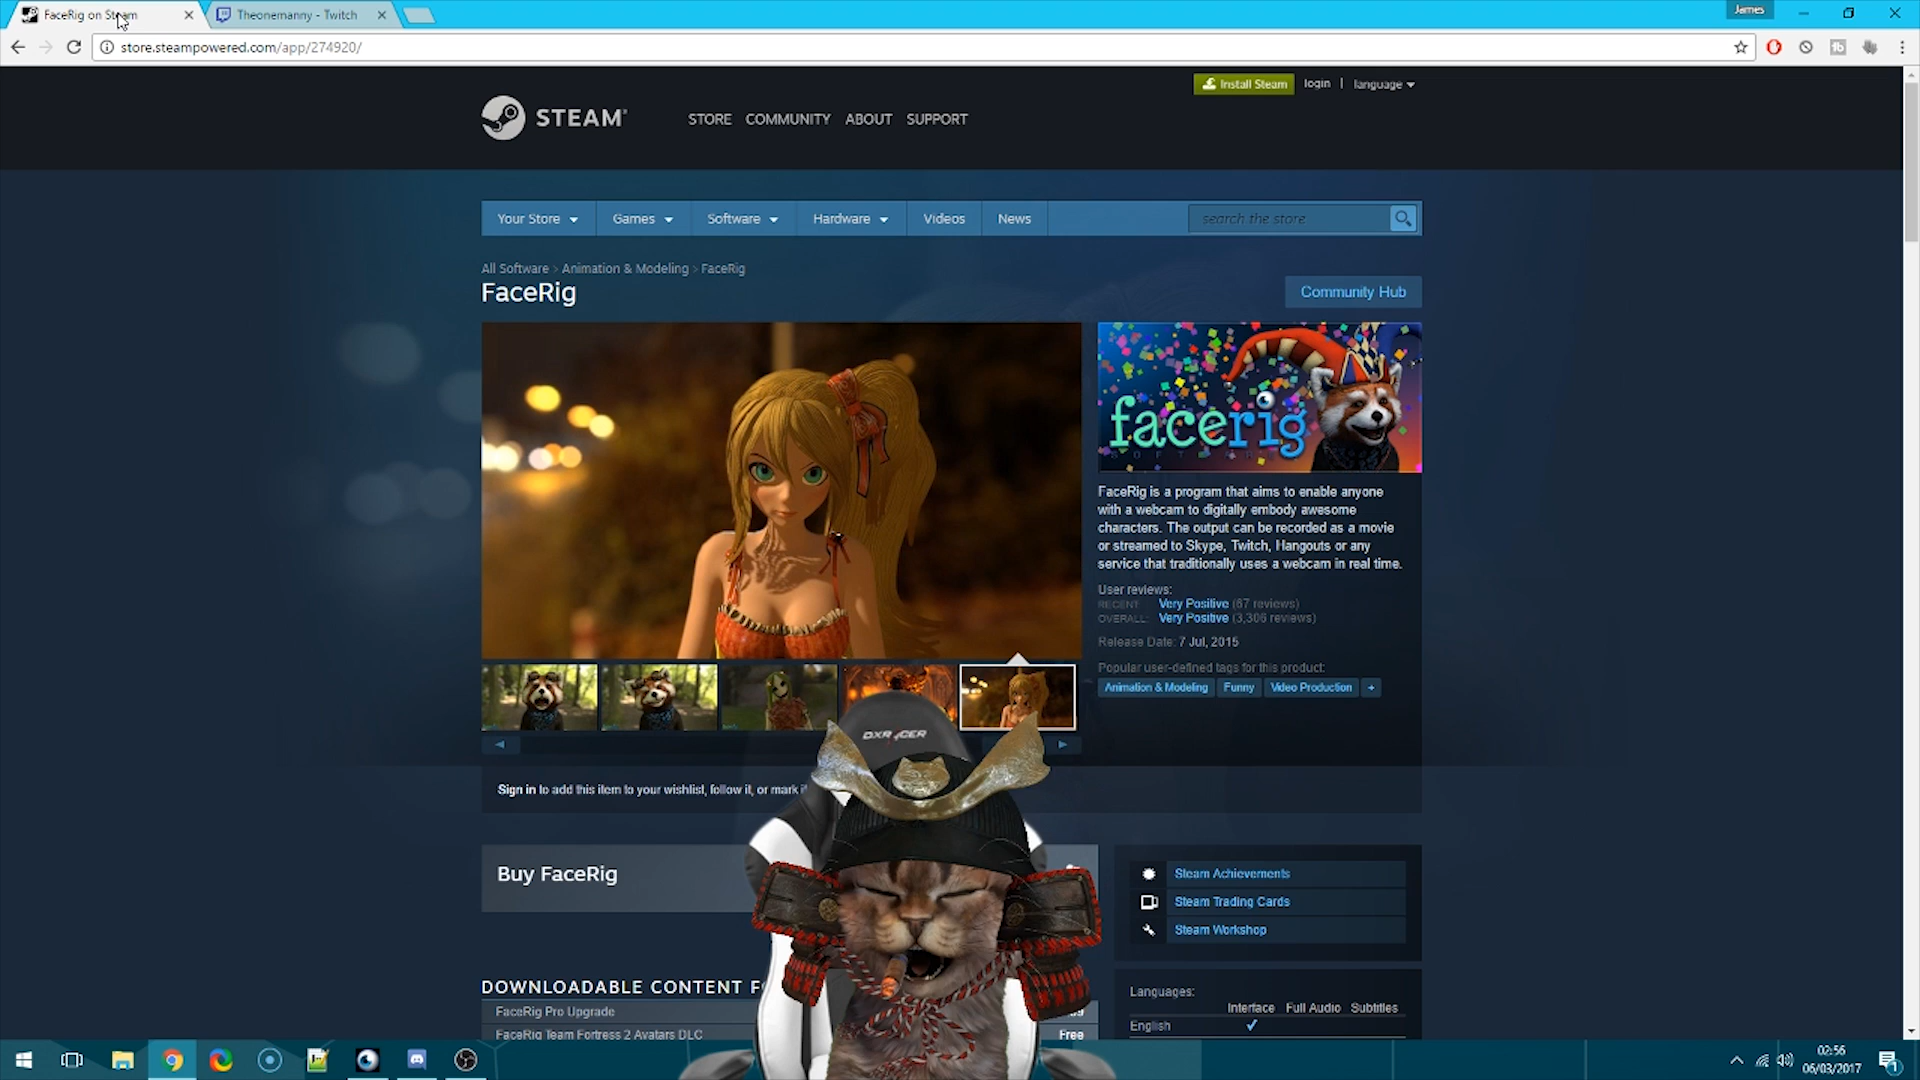 FaceRig on Steam
Theonemanny - Twitch
James
store.steampowered.com/app/274920/
Install Steam
login
language
STEAM
STORE
COMMUNITY
ABOUT
SUPPORT
Your Store
Games
Software
Hardware
Videos
News
search the store
All Software > Animation & Modeling > FaceRig
FaceRig
Community Hub
facerig
SOFTWARE
FaceRig is a program that aims to enable anyone
with a webcam to digitally embody awesome
characters. The output can be recorded as a movie
or streamed to Skype, Twitch, Hangouts or any
service that traditionally uses a webcam in real time.
User reviews:
RECENT: Very Positive (67 reviews)
OVERALL: Very Positive (3,306 reviews)
Release Date: 7 Jul, 2015
Popular user-defined tags for this product:
Animation & Modeling Funny Video Production +
DXRACER
Sign in to add this item to your wishlist, follow it, or mark i
Buy FaceRig
Steam Achievements
Steam Trading Cards
Steam Workshop
DOWNLOADABLE CONTENT F
FaceRig Pro Upgrade
FaceRig Team Fortress 2 Avatars DLC
Free
Languages:
Interface Full Audio Subtitles
English
02:56
06/03/2017
1